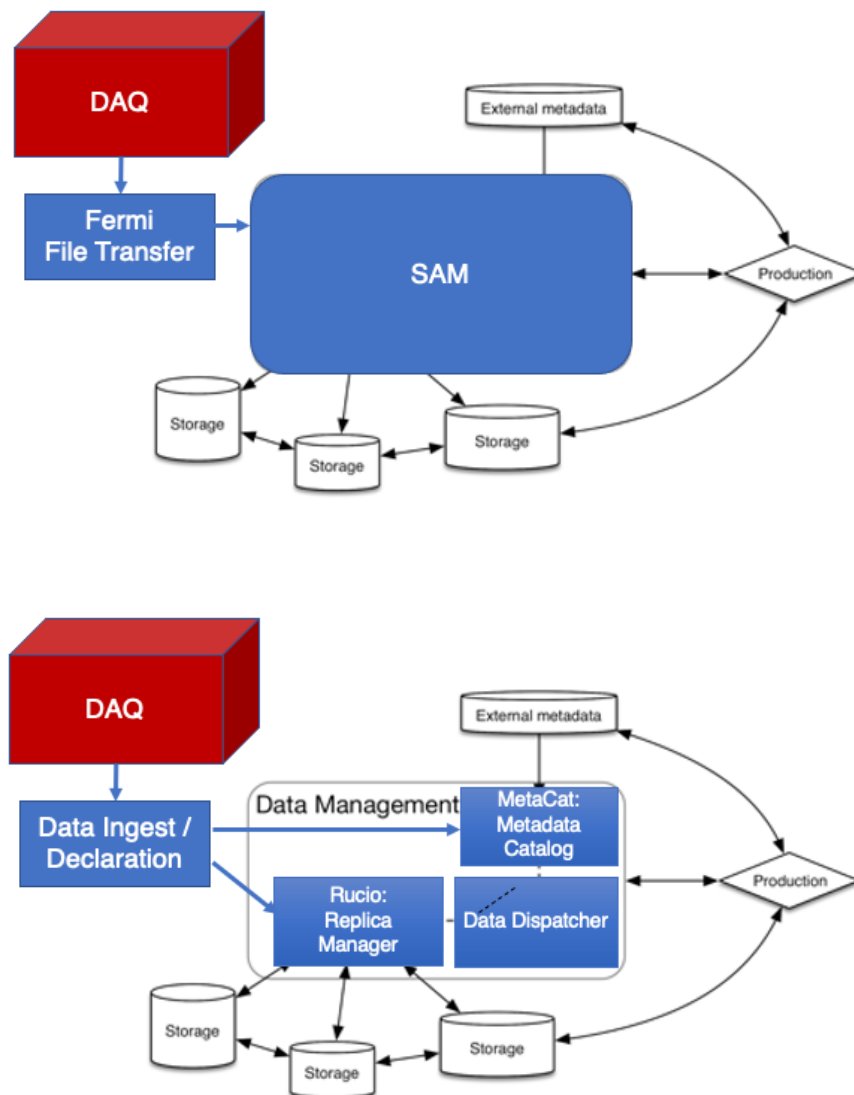 DAQ
External metadata
Fermi
File Transfer
SAM
Production
Storage
Storage
Storage
DAQ
External metadata
Data Management
MetaCat:
Metadata
Catalog
Data Ingest /
Declaration
Rucio:
Replica
Manager
Data Dispatcher
Production
Storage
Storage
Storage